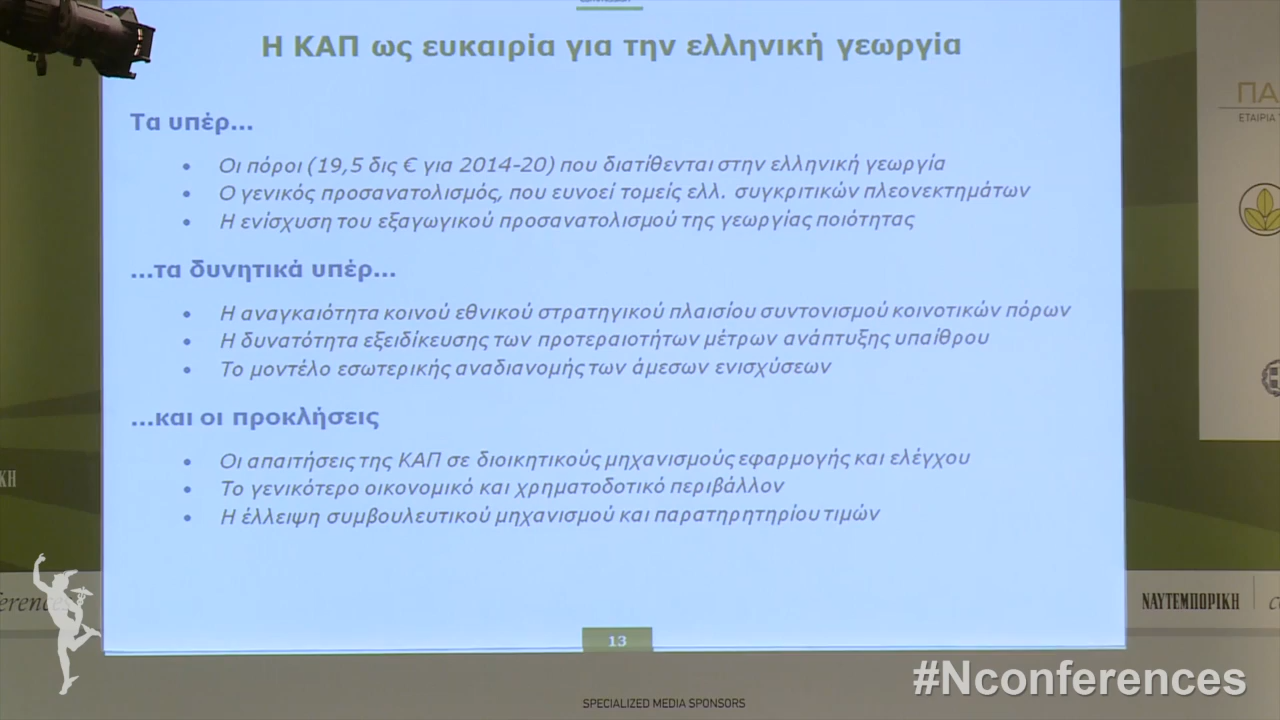 Η ΚΑΠ ως ευκαιρία για την ελληνική γεωργία
Τα υπέρ...
• Οι πόροι (19,5 δις € για 2014-20) που διατίθενται στην ελληνική γεωργία
• Ο γενικός προσανατολισμός, που ευνοεί τομείς ελλ. συγκριτικών πλεονεκτημάτων
• Η ενίσχυση του εξαγωγικού προσανατολισμού της γεωργίας ποιότητας
...τα δυνητικά υπέρ...
• Η αναγκαιότητα κοινού εθνικού στρατηγικού πλαισίου συντονισμού κοινοτικών πόρων
• Η δυνατότητα εξειδίκευσης των προτεραιοτήτων μέτρων ανάπτυξης υπαίθρου
• Το μοντέλο εσωτερικής αναδιανομής των άμεσων ενισχύσεων
...και οι προκλήσεις
• Οι απαιτήσεις της ΚΑΠ σε διοικητικούς μηχανισμούς εφαρμογής και ελέγχου
• Το γενικότερο οικονομικό και χρηματοδοτικό περιβάλλον
• Η έλλειψη συμβουλευτικού μηχανισμού και παρατηρητηρίου τιμών
13
ΠΑ
ΕΤΑΙΡΙΑ
ΚΗ
ferences
ΝΑΥΤΕΜΠΟΡΙΚΗ
#Nconferences
SPECIALIZED MEDIA SPONSORS